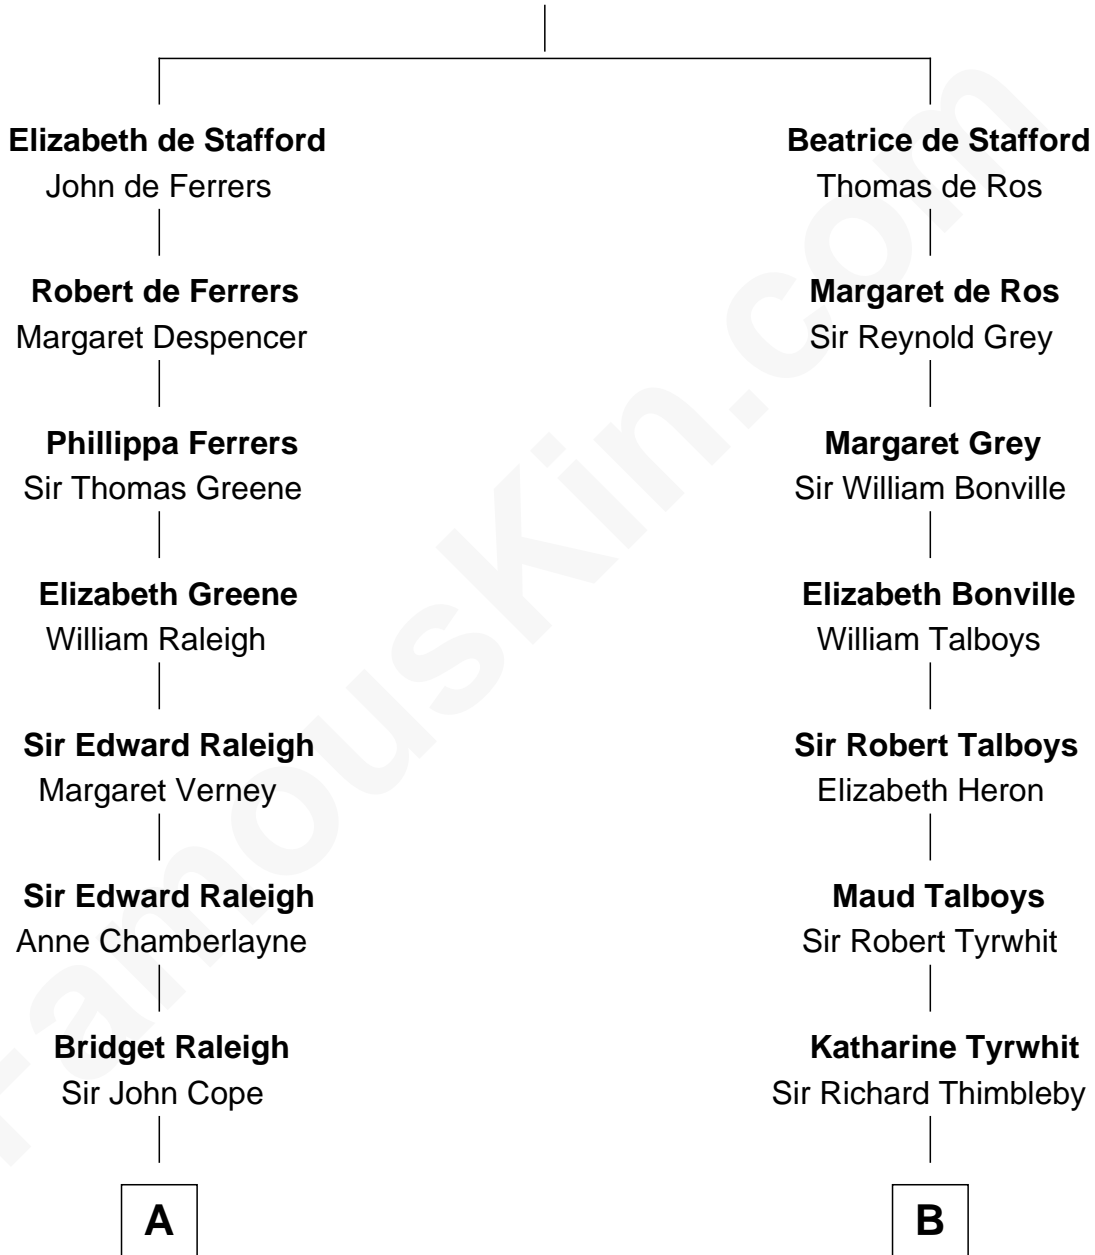 Elizabeth de Stafford
John de Ferrers
Robert de Ferrers
Margaret Despencer
Phillippa Ferrers
Sir Thomas Greene
Elizabeth Greene
William Raleigh
Sir Edward Raleigh
Margaret Verney
Sir Edward Raleigh
Anne Chamberlayne
Bridget Raleigh
Sir John Cope
A
Beatrice de Stafford
Thomas de Ros
Margaret de Ros
Sir Reynold Grey
Margaret Grey
Sir William Bonville
Elizabeth Bonville
William Talboys
Sir Robert Talboys
Elizabeth Heron
Maud Talboys
Sir Robert Tyrwhit
Katharine Tyrwhit
Sir Richard Thimbleby
B
FamousKin.com